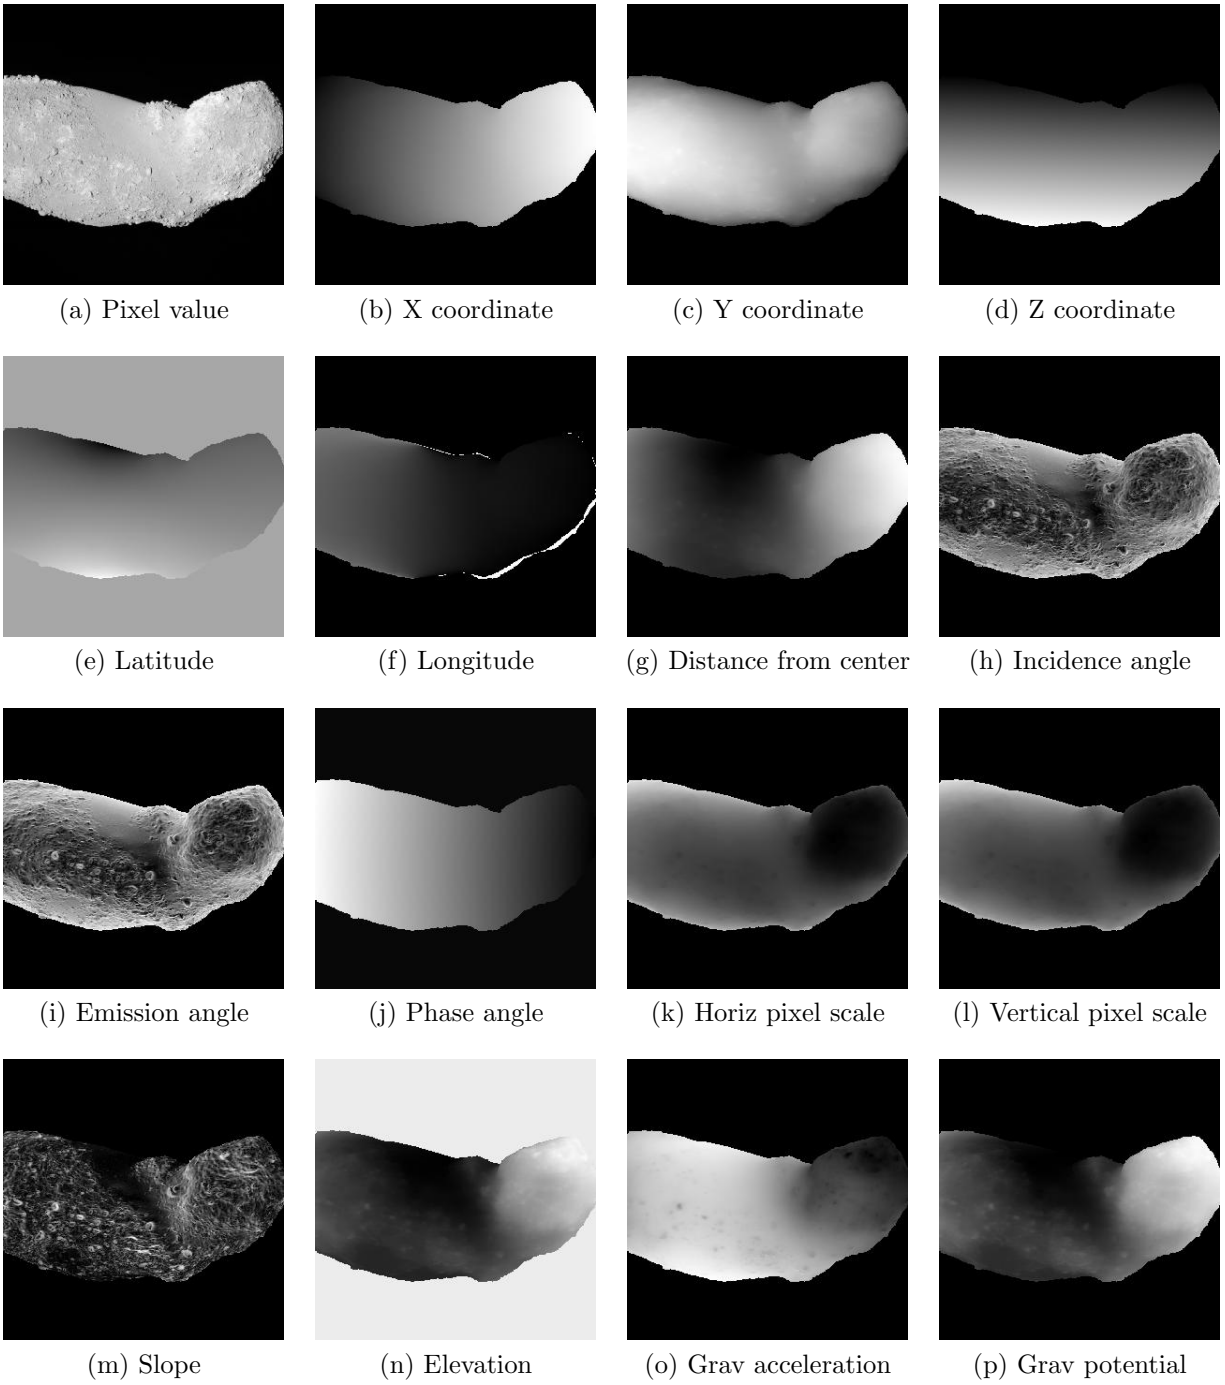 (a) Pixel value
(b) X coordinate
(c) Y coordinate
(d) Z coordinate
(e) Latitude
(f) Longitude
(g) Distance from center
(h) Incidence angle
(i) Emission angle
(j) Phase angle
(k) Horiz pixel scale
(l) Vertical pixel scale
(m) Slope
(n) Elevation
(o) Grav acceleration
(p) Grav potential